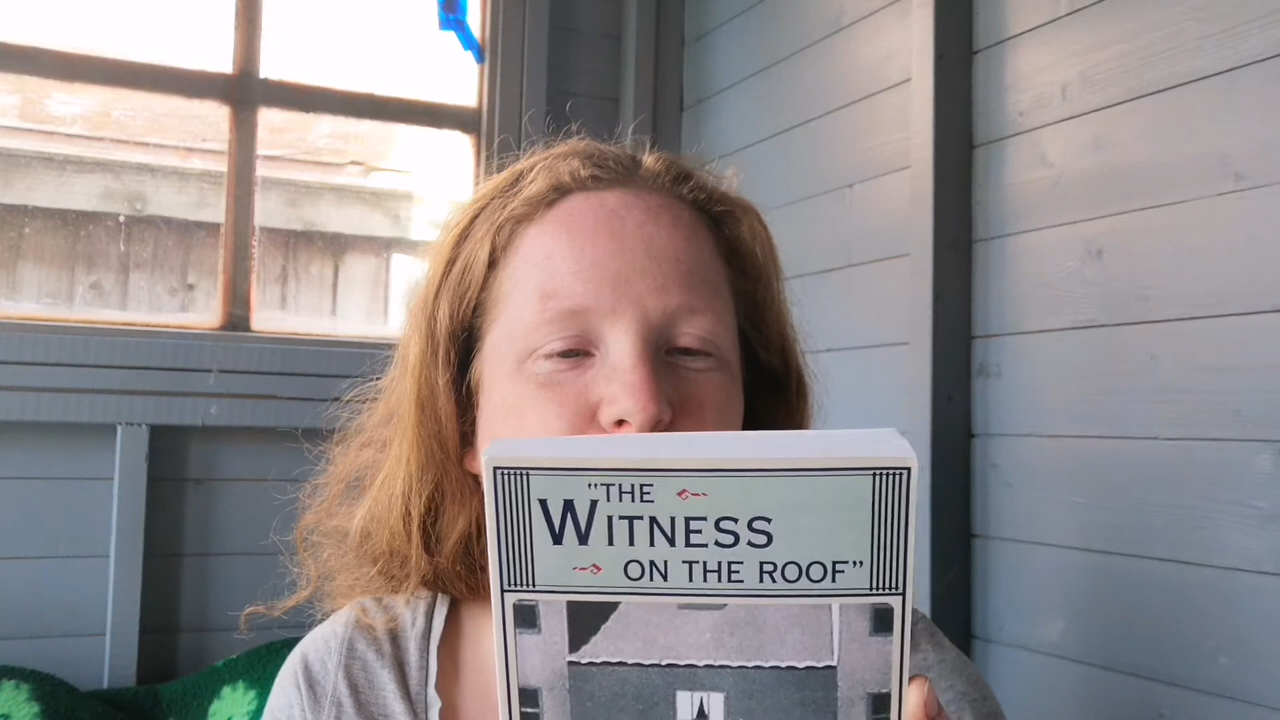 “THE
WITNESS
ON THE ROOF”